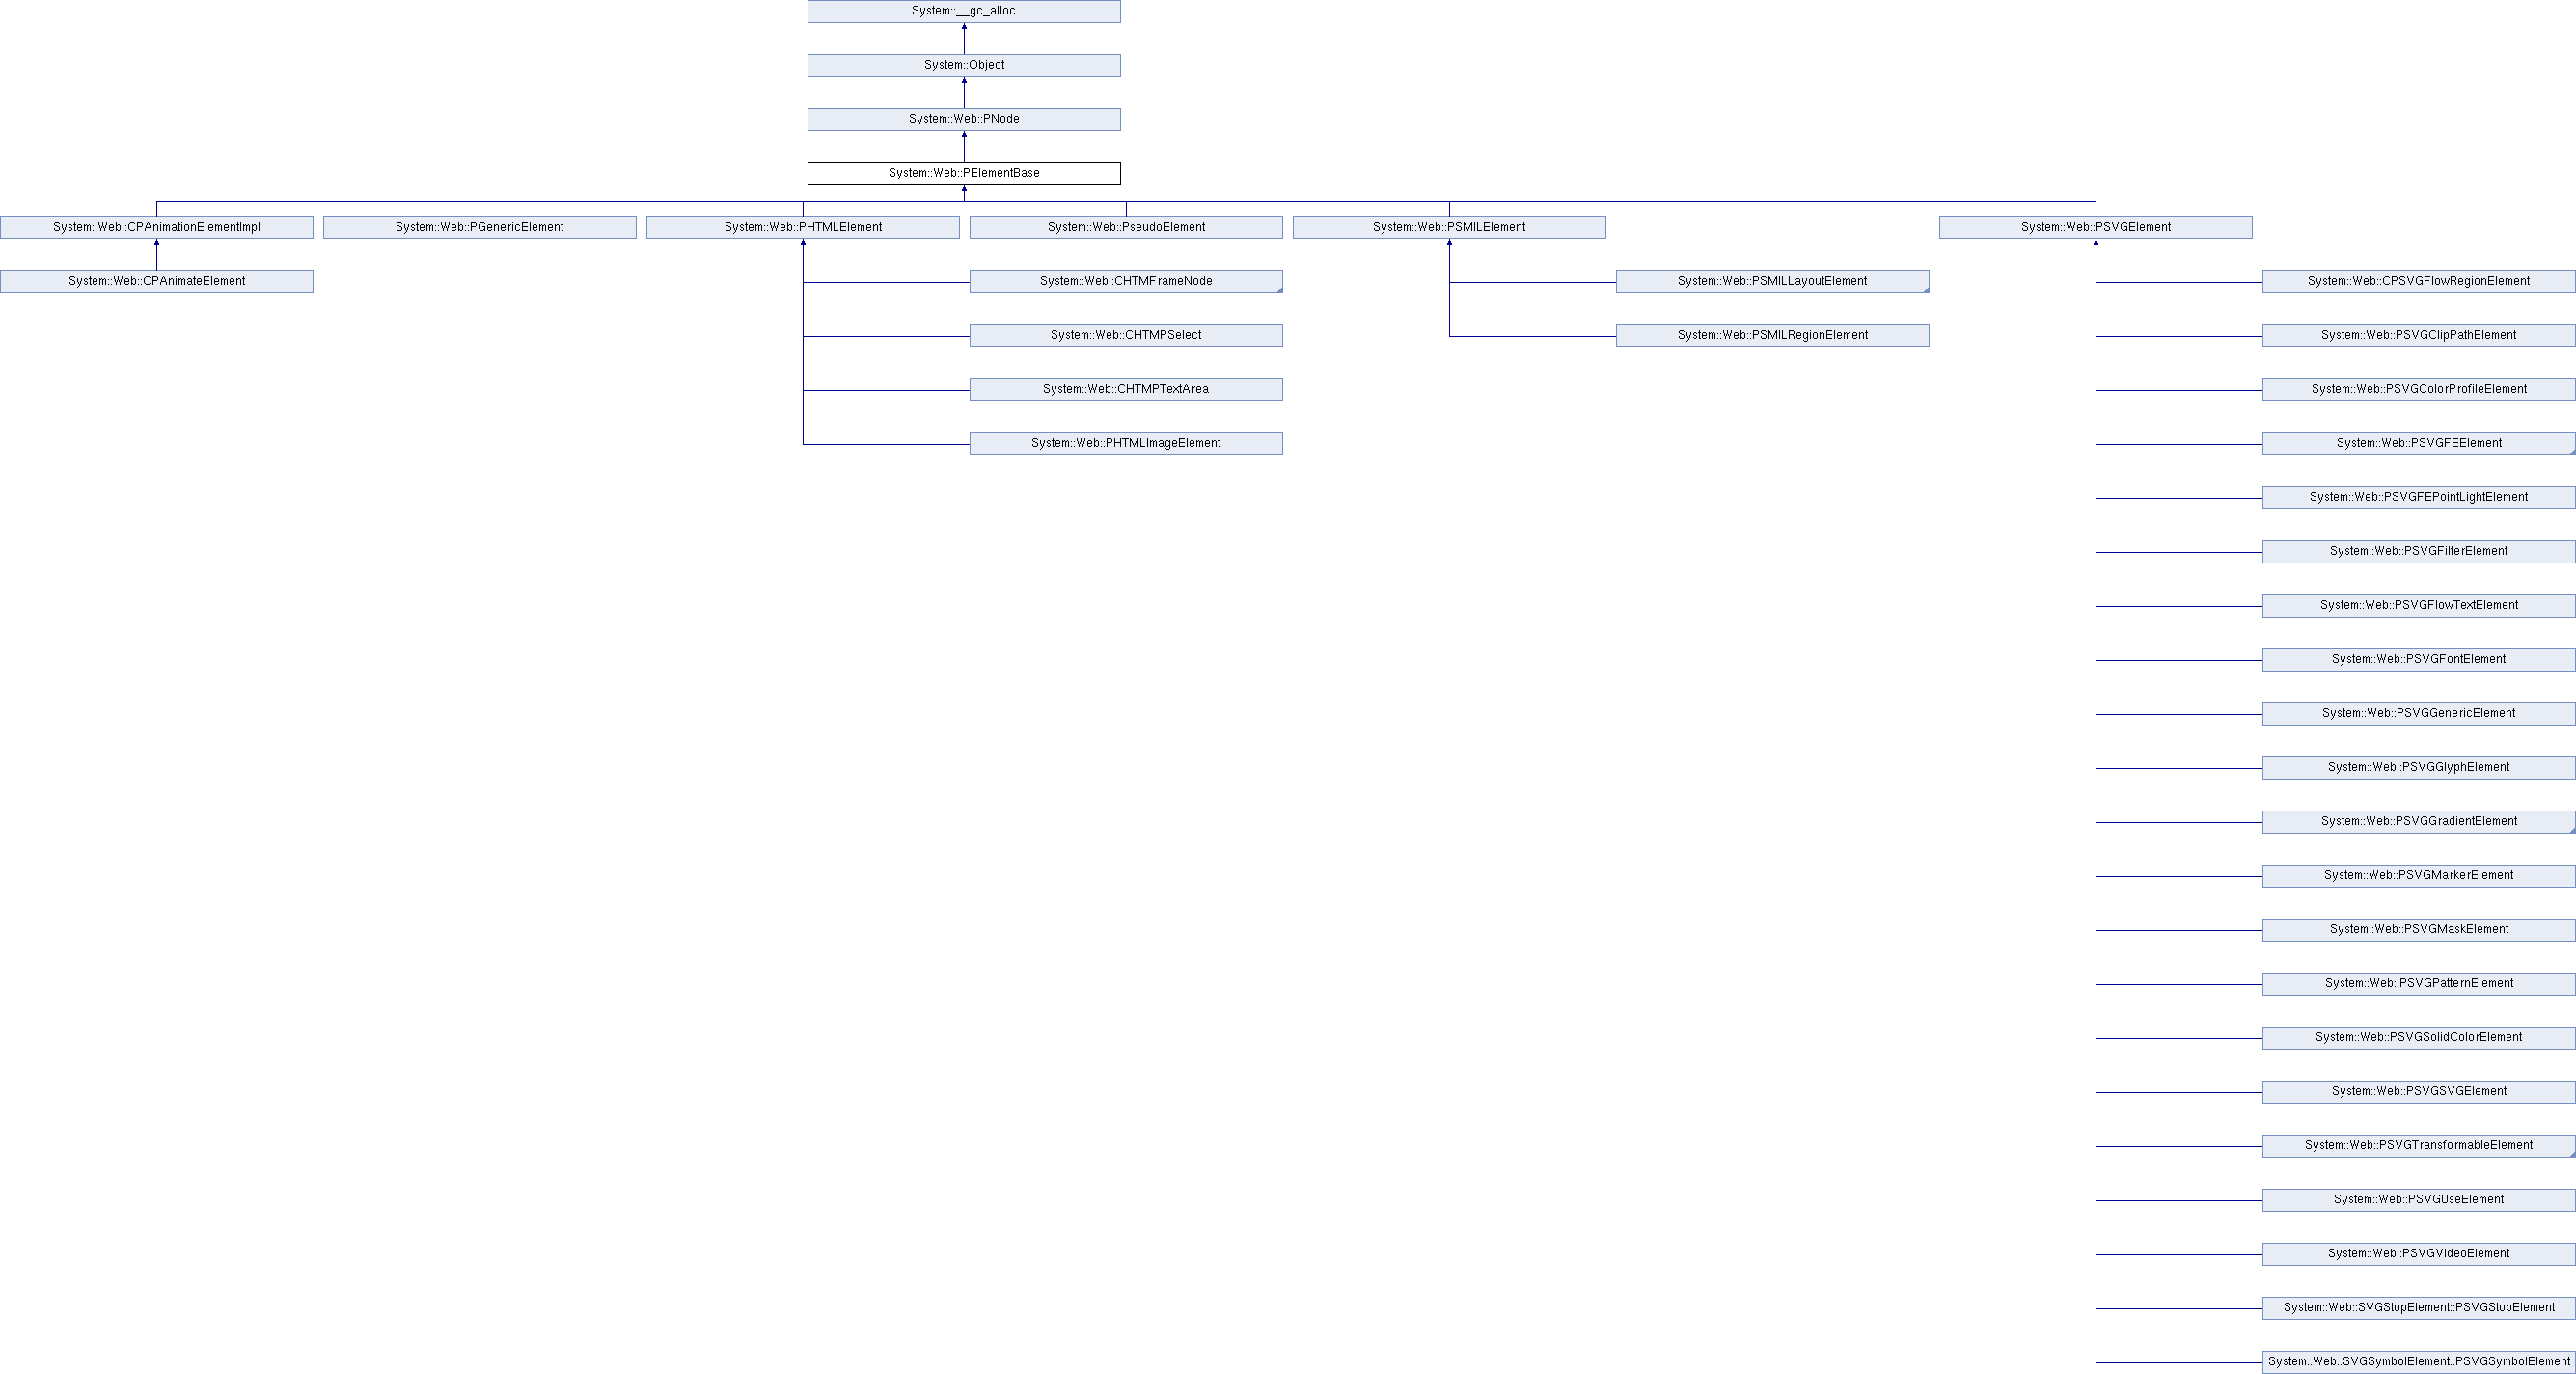 System::__gc_alloc
System::Object
System::Web::PNode
System::Web::PElementBase
System::Web::CPAnimationElementImpl
System::Web::PGenericElement
System::Web::PHTMLElement
System::Web::PseudoElement
System::Web::PSMILElement
System::Web::PSVGElement
System::Web::CPAnimateElement
System::Web::CHTMFrameNode
System::Web::PSMILLayoutElement
System::Web::CPSVGFlowRegionElement
System::Web::CHTMPSelect
System::Web::PSMILRegionElement
System::Web::PSVGClipPathElement
System::Web::CHTMPTextArea
System::Web::PSVGColorProfileElement
System::Web::PHTMLImageElement
System::Web::PSVGFEElement
System::Web::PSVGFEPointLightElement
System::Web::PSVGFilterElement
System::Web::PSVGFlowTextElement
System::Web::PSVGFontElement
System::Web::PSVGGenericElement
System::Web::PSVGGlyphElement
System::Web::PSVGGradientElement
System::Web::PSVGMarkerElement
System::Web::PSVGMaskElement
System::Web::PSVGPatternElement
System::Web::PSVGSolidColorElement
System::Web::PSVGSVGElement
System::Web::PSVGTransformableElement
System::Web::PSVGUseElement
System::Web::PSVGVideoElement
System::Web::SVGStopElement::PSVGStopElement
System::Web::SVGSymbolElement::PSVGSymbolElement